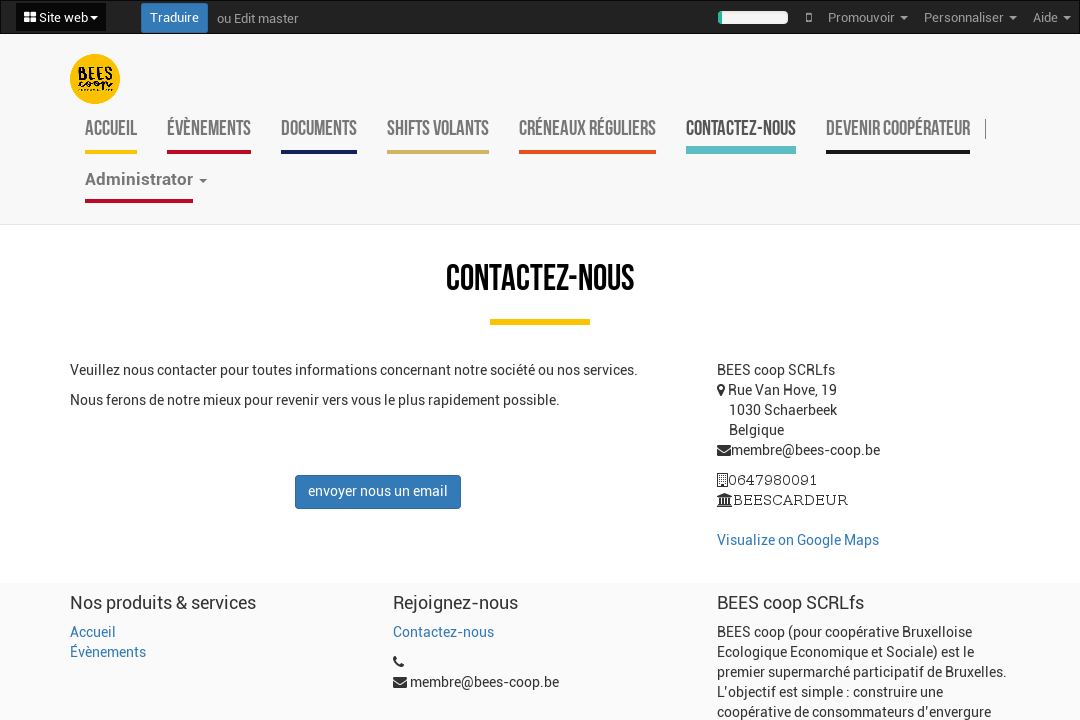 Site web
Traduire ou Edit master
Promouvoir Personnaliser Aide
BEES
coop
ACCUEIL ÉVÈNEMENTS DOCUMENTS SHIFTS VOLANTS CRÉNEAUX RÉGULIERS CONTACTEZ-NOUS DEVENIR COOPÉRATEUR
Administrator
CONTACTEZ-NOUS
Veuillez nous contacter pour toutes informations concernant notre société ou nos services.
Nous ferons de notre mieux pour revenir vers vous le plus rapidement possible.
envoyer nous un email
BEES coop SCRLfs
Rue Van Hove, 19
1030 Schaerbeek
Belgique
membre@bees-coop.be
0647980091
BEESCARDEUR
Visualize on Google Maps
Nos produits & services
Accueil
Évènements
Rejoignez-nous
Contactez-nous
membre@bees-coop.be
BEES coop SCRLfs
BEES coop (pour coopérative Bruxelloise
Ecologique Economique et Sociale) est le
premier supermarché participatif de Bruxelles.
L'objectif est simple : construire une
coopérative de consommateurs d'envergure